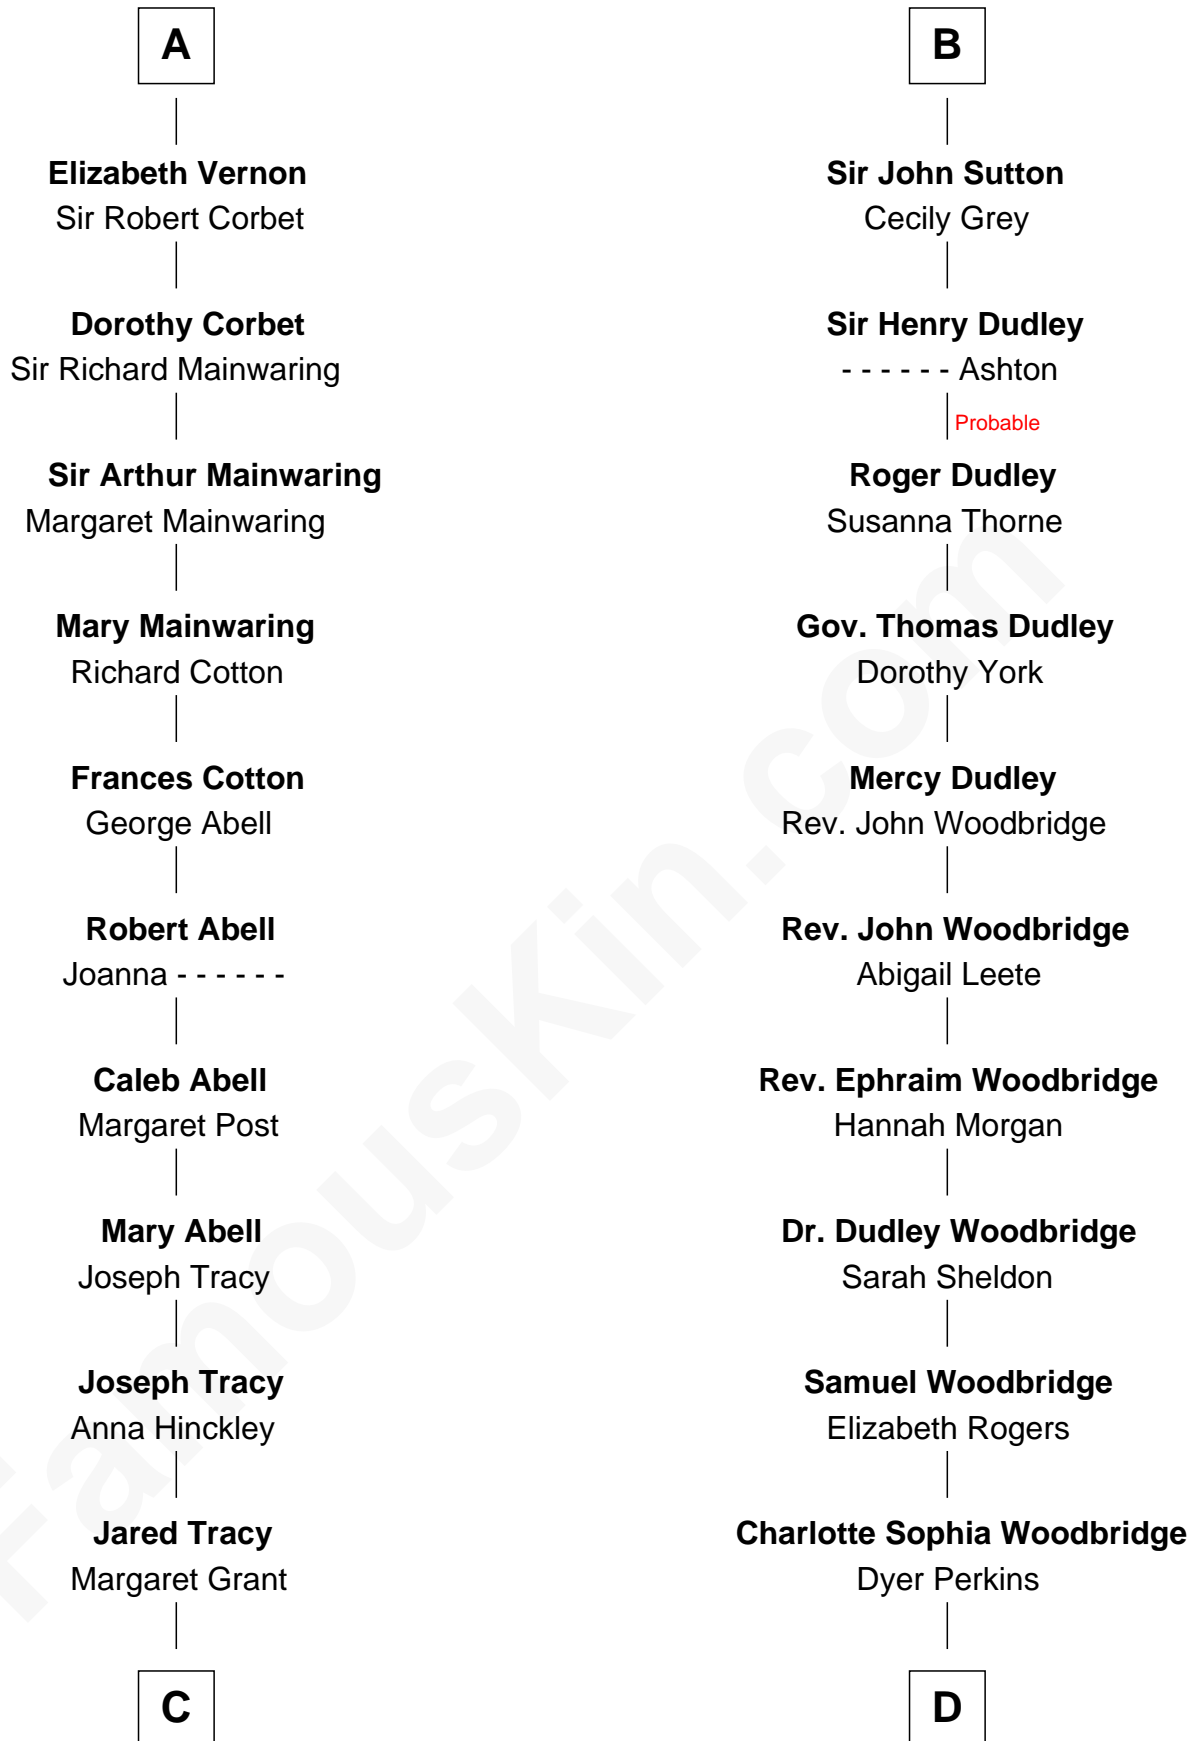 A
Elizabeth Vernon
Sir Robert Corbet
Dorothy Corbet
Sir Richard Mainwaring
Sir Arthur Mainwaring
Margaret Mainwaring
Mary Mainwaring
Richard Cotton
Frances Cotton
George Abell
Robert Abell
Joanna - - - - - -
Caleb Abell
Margaret Post
Mary Abell
Joseph Tracy
Joseph Tracy
Anna Hinckley
Jared Tracy
Margaret Grant
C
B
Sir John Sutton
Cecily Grey
Sir Henry Dudley
- - - - - - Ashton
Probable
Roger Dudley
Susanna Thorne
Gov. Thomas Dudley
Dorothy York
Mercy Dudley
Rev. John Woodbridge
Rev. John Woodbridge
Abigail Leete
Rev. Ephraim Woodbridge
Hannah Morgan
Dr. Dudley Woodbridge
Sarah Sheldon
Samuel Woodbridge
Elizabeth Rogers
Charlotte Sophia Woodbridge
Dyer Perkins
D
FamousKin.com